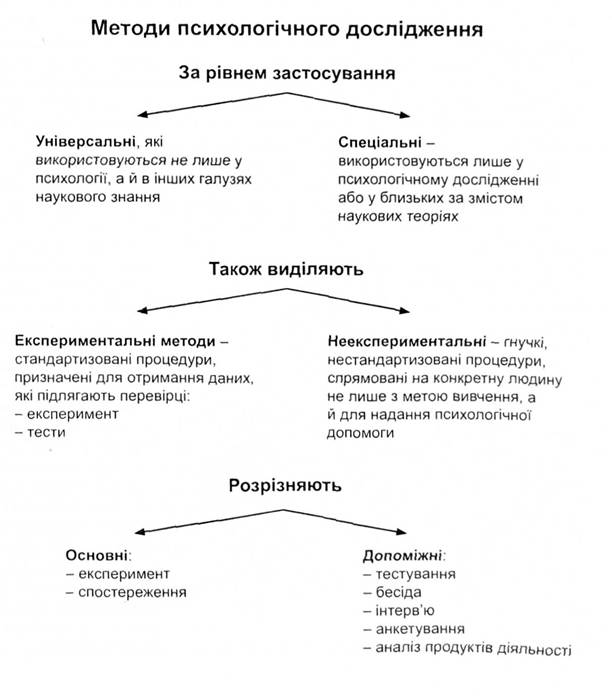 Методи психологічного дослідження
За рівнем застосування
Універсальні, які
використовуються не лише у
психології, а й в інших галузях
наукового знання
Спеціальні –
використовуються лише у
психологічному дослідженні
або у близьких за змістом
наукових теоріях
Також виділяють
Експериментальні методи –
стандартизовані процедури,
призначені для отримання даних,
які підлягають перевірці:
– експеримент
– тести
Неекспериментальні – гнучкі,
нестандартизовані процедури,
спрямовані на конкретну людину
не лише з метою вивчення, а
й для надання психологічної
допомоги
Розрізняють
Основні:
– експеримент
– спостереження
Допоміжні:
– тестування
– бесіда
– інтерв'ю
– анкетування
– аналіз продуктів діяльності